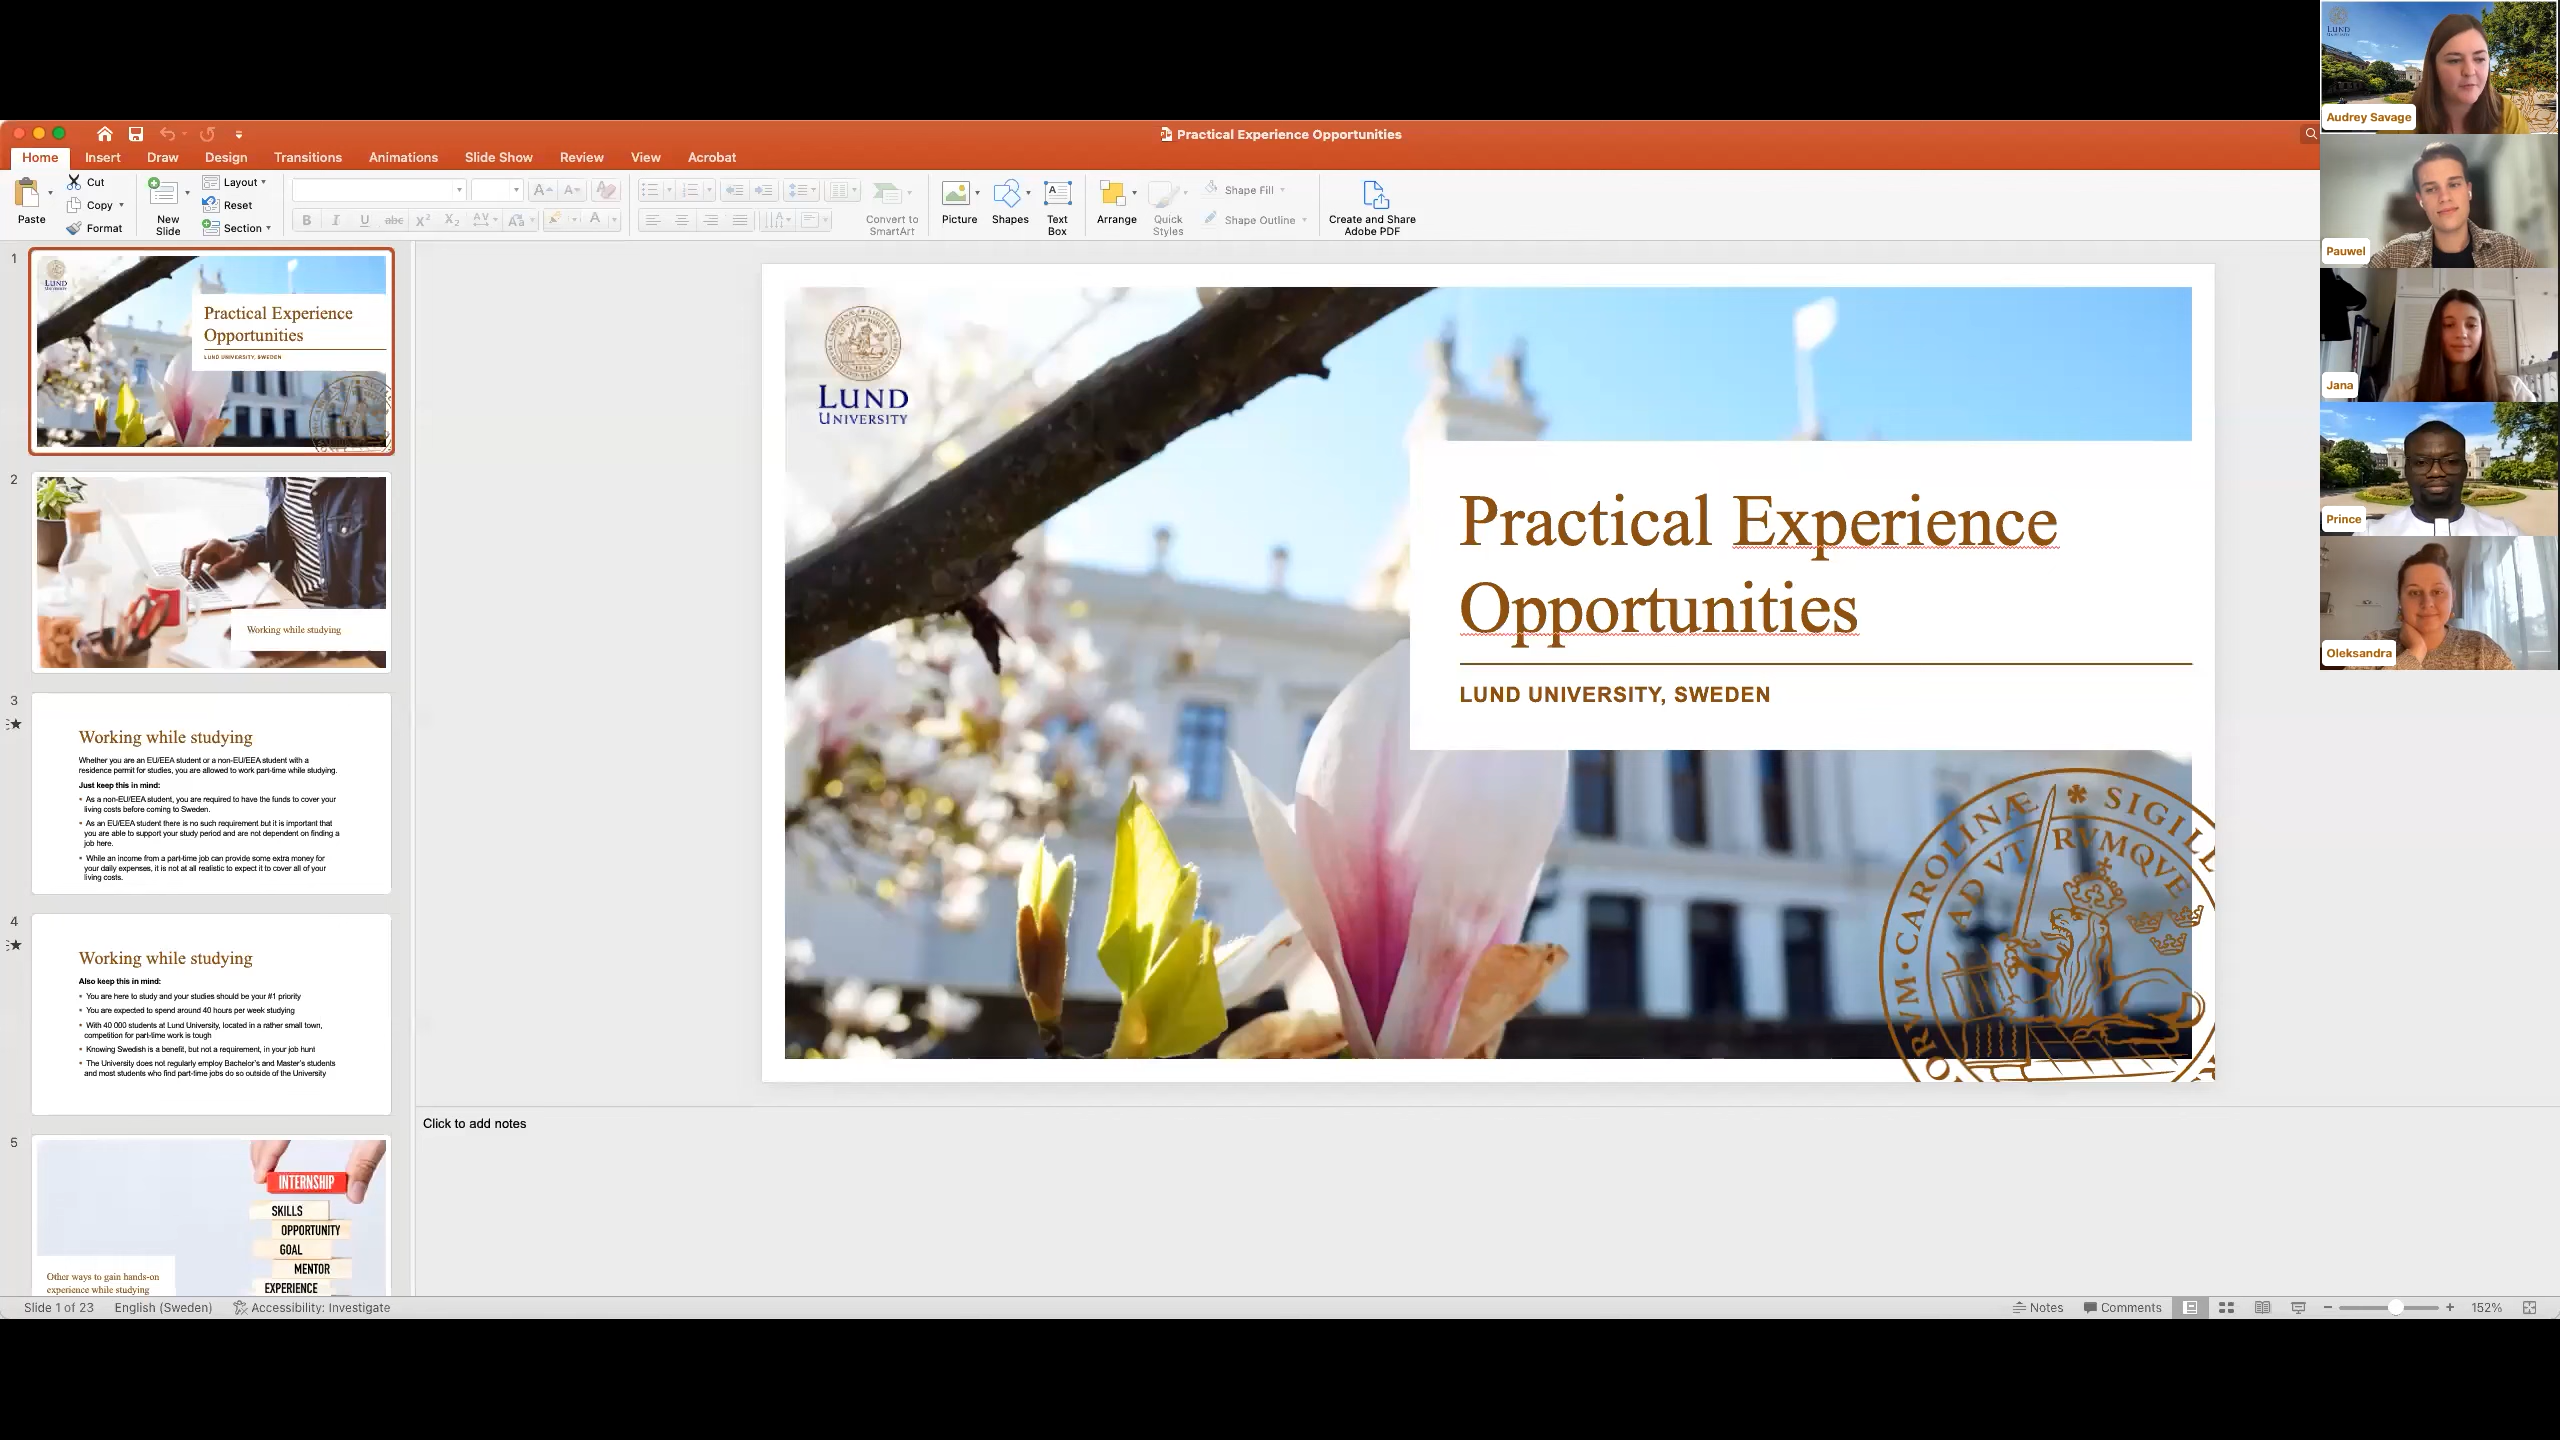 Practical Experience Opportunities
Home
Insert
Draw
Design
Transitions
Animations
Slide Show
Review
View
Acrobat
Paste
Cut
Copy
Format
New
Slide
Layout
Reset
Section
Convert to
SmartArt
Picture
Shapes
Text
Box
Arrange
Quick
Styles
Shape Fill
Shape Outline
Create and Share
Adobe PDF
1
LUND
UNIVERSITY
Practical Experience
Opportunities
LUND UNIVERSITY, SWEDEN
2
Working while studying
3
Working while studying
Whether you are an EU/EEA student or a non-EU/EEA student with a
residence permit for studies, you are allowed to work part-time while studying.
Just keep this in mind:
As a non-EU/EEA student, you are required to have the funds to cover your
living costs before coming to Sweden.
As an EU/EEA student there is no such requirement but it is important that
you are able to support your study period and are not dependent on finding a
job here.
While an income from a part-time job can provide some extra money for
your daily expenses, it is not at all realistic to expect it to cover all of your
living costs.
4
Working while studying
Also keep this in mind:
You are here to study and your studies should be your #1 priority
You are expected to spend around 40 hours per week studying
With 40 000 students at Lund University, located in a rather small town,
competition for part-time work is tough
Knowing Swedish is a benefit, but not a requirement, in your job hunt
The University does not regularly employ Bachelor's and Master's students
and most students who find part-time jobs do so outside of the University
5
INTERNSHIP
SKILLS
OPPORTUNITY
GOAL
MENTOR
EXPERIENCE
Other ways to gain hands-on
experience while studying
LUND
UNIVERSITY
Practical Experience
Opportunities
LUND UNIVERSITY, SWEDEN
ORVM·CAROLINÆ * SIGILL
AD VTRVMQVE
Click to add notes
LUND
Audrey Savage
Pauwel
Jana
Prince
Oleksandra
Slide 1 of 23
English (Sweden)
Accessibility: Investigate
Notes
Comments
152%